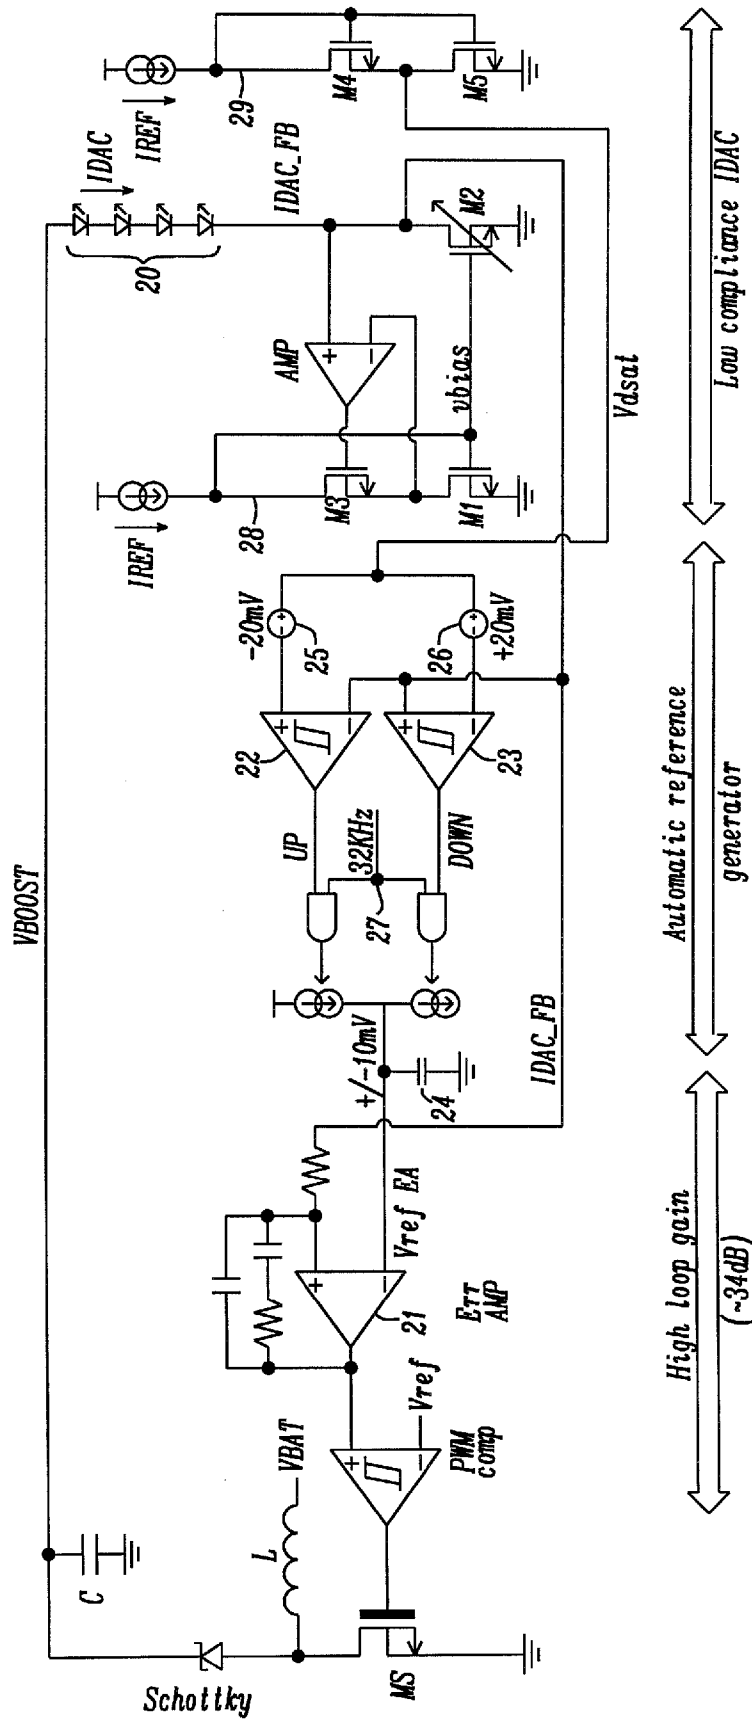 VBOOST
Schottky
C
L
VBAT
MS
PWM
comp
Vref
Err
AMP
21
Vref EA
+/-10mV
24
IDAC_FB
27
32KHz
UP
DOWN
22
23
-20mV
25
26
+20mV
IREF
28
M3
M1
AMP
vbias
20
IDAC
IDAC_FB
M2
IREF
29
M4
M5
Vdsat
High loop gain
(~34dB)
Automatic reference
generator
Low compliance IDAC